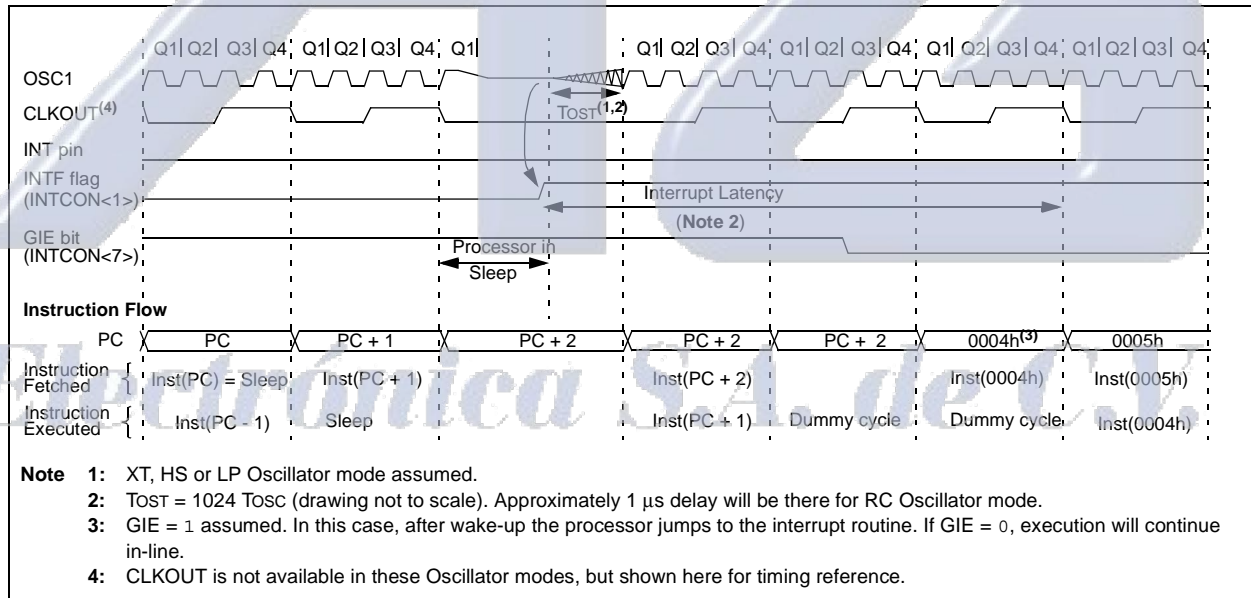 Q1 Q2 Q3 Q4 Q1 Q2 Q3 Q4 Q1 Q1 Q2 Q3 Q4 Q1 Q2 Q3 Q4 Q1 Q2 Q3 Q4 Q1 Q2 Q3 Q4
OSC1
CLKOUT(4)
TOST(1,2)
INT pin
INTF flag
(INTCON<1>)
Interrupt Latency
(Note 2)
GIE bit
(INTCON<7>)
Processor in
Sleep
Instruction Flow
PC PC PC + 1 PC + 2 PC + 2 PC + 2 0004h(3) 0005h
Instruction
Fetched { Inst(PC) = Sleep Inst(PC + 1) Inst(PC + 2) Inst(0004h) Inst(0005h)
Instruction
Executed { Inst(PC - 1) Sleep Inst(PC + 1) Dummy cycle Dummy cycle Inst(0004h)
Electrónica S.A. de C.V.
Note 1: XT, HS or LP Oscillator mode assumed.
2: TOST = 1024 TOSC (drawing not to scale). Approximately 1 μs delay will be there for RC Oscillator mode.
3: GIE = 1 assumed. In this case, after wake-up the processor jumps to the interrupt routine. If GIE = 0, execution will continue
in-line.
4: CLKOUT is not available in these Oscillator modes, but shown here for timing reference.